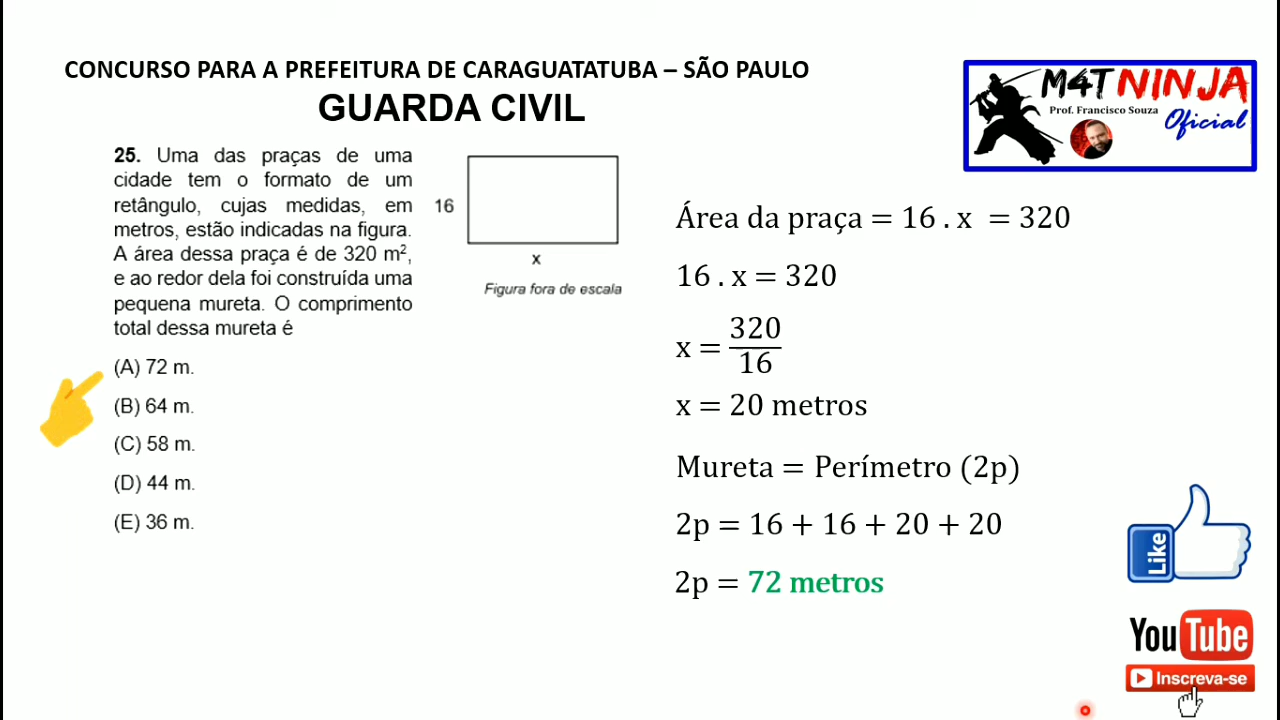 CONCURSO PARA A PREFEITURA DE CARAGUATATUBA – SÃO PAULO
GUARDA CIVIL
M4TNINJA
Prof. Francisco Souza
Oficial
25. Uma das praças de uma
cidade tem o formato de um
retângulo, cujas medidas, em
metros, estão indicadas na figura.
A área dessa praça é de 320 m²,
e ao redor dela foi construída uma
pequena mureta. O comprimento
total dessa mureta é
(A) 72 m.
(B) 64 m.
(C) 58 m.
(D) 44 m.
(E) 36 m.
16
x
Figura fora de escala
Área da praça = 16 . x = 320
16 . x = 320
x = 320/16
x = 20 metros
Mureta = Perímetro (2p)
2p = 16 + 16 + 20 + 20
2p = 72 metros
Like
YouTube
Inscreva-se